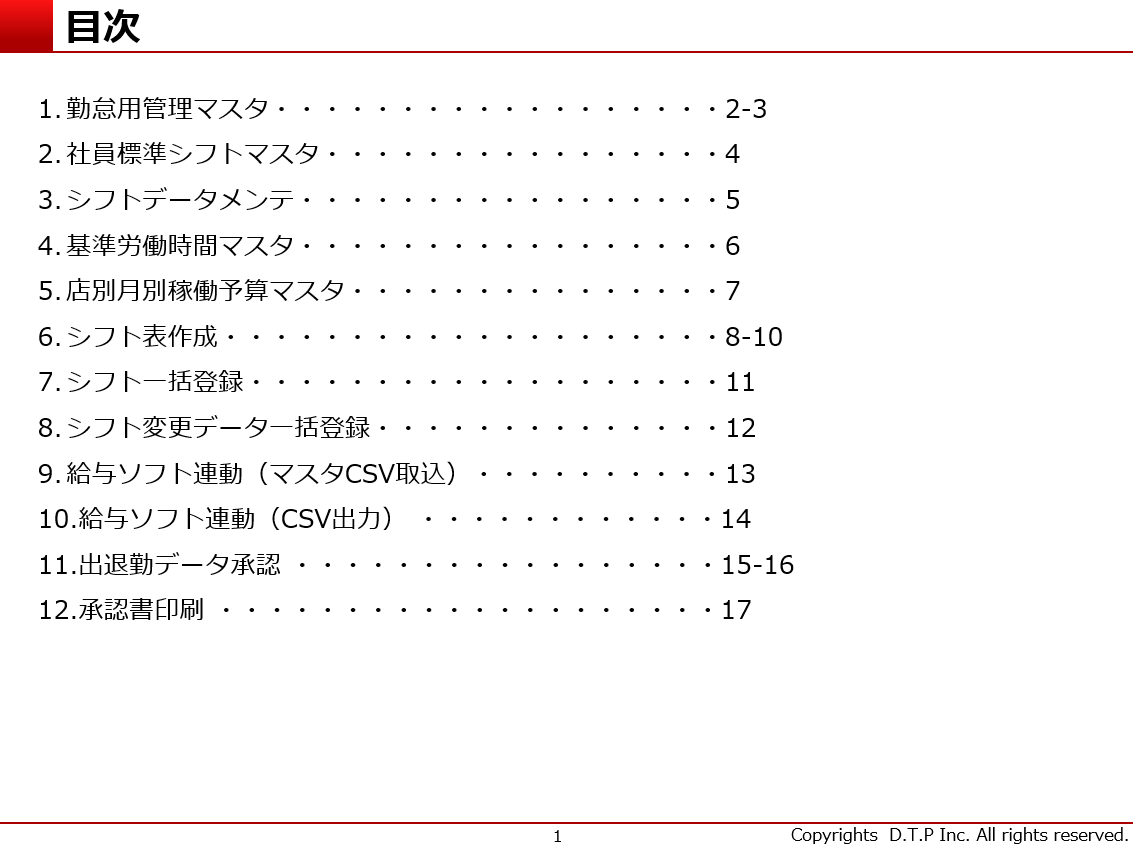 目次
1. 勤怠用管理マスタ・・・・・・・・・・・・・・・・・・2-3
2. 社員標準シフトマスタ・・・・・・・・・・・・・・・・4
3. シフトデータメンテ・・・・・・・・・・・・・・・・・5
4. 基準労働時間マスタ・・・・・・・・・・・・・・・・・6
5. 店別月別稼働予算マスタ・・・・・・・・・・・・・・・7
6. シフト表作成・・・・・・・・・・・・・・・・・・・・8-10
7. シフト一括登録・・・・・・・・・・・・・・・・・・・11
8. シフト変更データ一括登録・・・・・・・・・・・・・・12
9. 給与ソフト連動（マスタCSV取込）・・・・・・・・・・13
10.給与ソフト連動（CSV出力） ・・・・・・・・・・・・14
11.出退勤データ承認 ・・・・・・・・・・・・・・・・・15-16
12.承認書印刷 ・・・・・・・・・・・・・・・・・・・・17
1
Copyrights D.T.P Inc. All rights reserved.